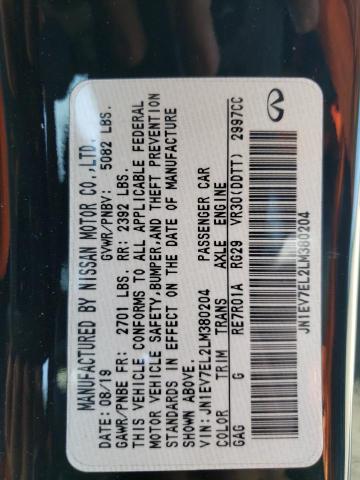 MANUFACTURED BY NISSAN MOTOR CO.,LTD.
DATE: 08/19 GVWR/PNBV: 5082 LBS.
GAWR/PNBE FR: 2701 LBS. RR: 2392 LBS.
THIS VEHICLE CONFORMS TO ALL APPLICABLE FEDERAL
MOTOR VEHICLE SAFETY,BUMPER,AND THEFT PREVENTION
STANDARDS IN EFFECT ON THE DATE OF MANUFACTURE
SHOWN ABOVE.
VIN: JN1EV7EL2LM380204 PASSENGER CAR
COLOR TRIM TRANS AXLE ENGINE
GAG G RE7R01A RG29 VR30(DDTT) 2997CC
JN1EV7EL2LM380204